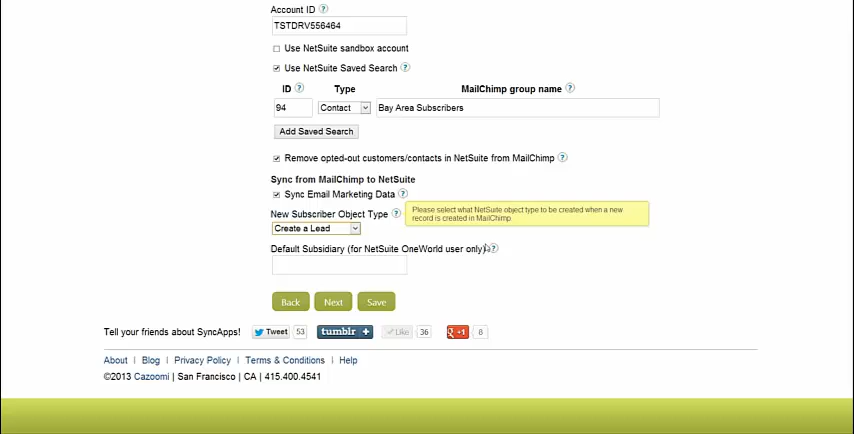 Account ID ?
TSTDRV556464
Use NetSuite sandbox account
Use NetSuite Saved Search ?
ID ? Type MailChimp group name ?
94 Contact Bay Area Subscribers
Add Saved Search
Remove opted-out customers/contacts in NetSuite from MailChimp ?
Sync from MailChimp to NetSuite
Sync Email Marketing Data ?
New Subscriber Object Type ?
Please select what NetSuite object type to be created when a new
record is created in MailChimp
Create a Lead
Default Subsidiary (for NetSuite OneWorld user only) ?
Back Next Save
Tell your friends about SyncApps! Tweet 53 tumblr + Like 36 +1 8
About | Blog | Privacy Policy | Terms & Conditions | Help
©2013 Cazoomi | San Francisco | CA | 415.400.4541